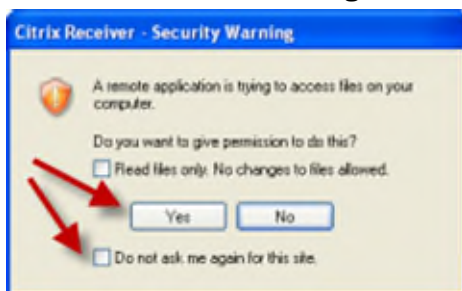 Citrix Receiver - Security Warning
A remote application is trying to access files on your
computer.
Do you want to give permission to do this?
Read files only. No changes to files allowed.
Yes No
Do not ask me again for this site.